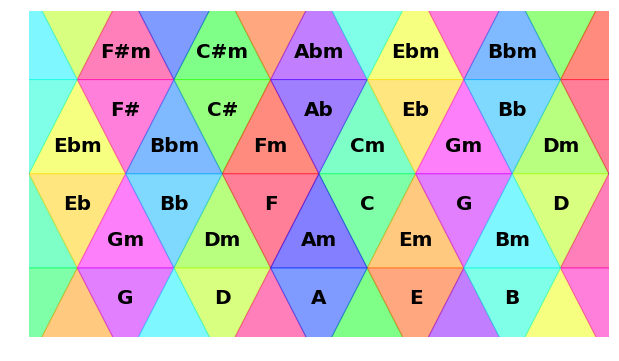 F#m C#m Abm Ebm Bbm
F# C# Ab Eb Bb
Ebm Bbm Fm Cm Gm Dm
Eb Bb F C G D
Gm Dm Am Em Bm
G D A E B